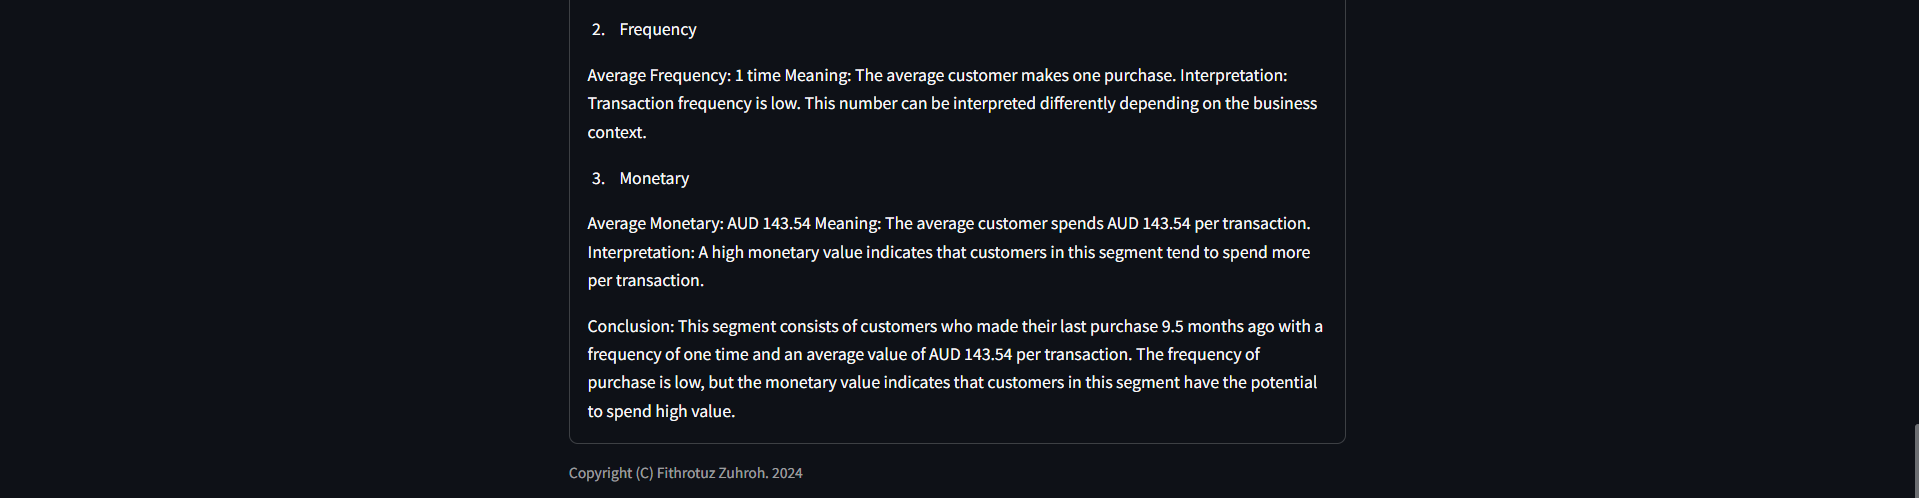 2. Frequency
Average Frequency: 1 time Meaning: The average customer makes one purchase. Interpretation:
Transaction frequency is low. This number can be interpreted differently depending on the business
context.
3. Monetary
Average Monetary: AUD 143.54 Meaning: The average customer spends AUD 143.54 per transaction.
Interpretation: A high monetary value indicates that customers in this segment tend to spend more
per transaction.
Conclusion: This segment consists of customers who made their last purchase 9.5 months ago with a
frequency of one time and an average value of AUD 143.54 per transaction. The frequency of
purchase is low, but the monetary value indicates that customers in this segment have the potential
to spend high value.
Copyright (C) Fithrotuz Zuhroh. 2024